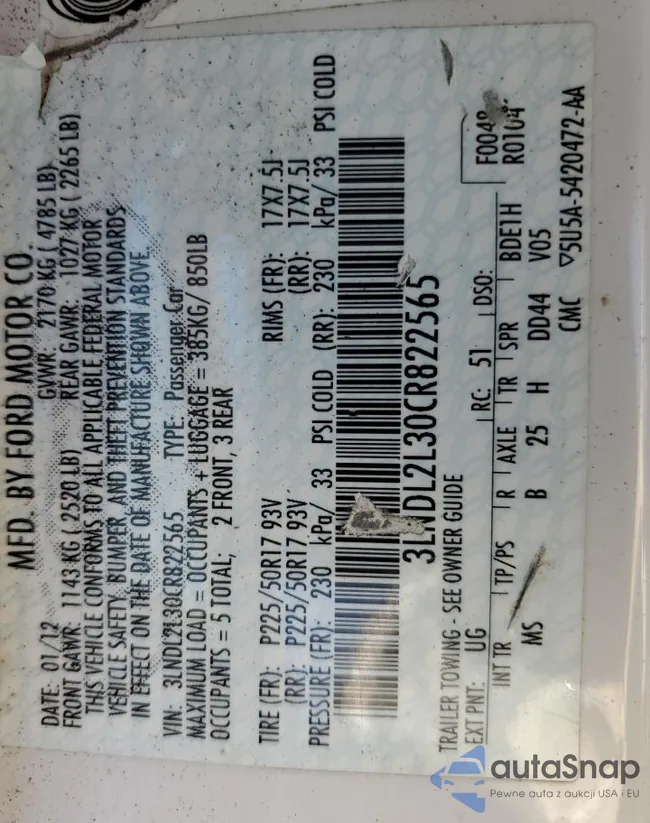 MFD. BY FORD MOTOR CO.
DATE: 01/12 GVWR: 2170 KG ( 4785 LB)
FRONT GAWR: 1143 KG ( 2520 LB) REAR GAWR: 1027 KG ( 2265 LB)
THIS VEHICLE CONFORMS TO ALL APPLICABLE FEDERAL MOTOR
VEHICLE SAFETY, BUMPER, AND THEFT PREVENTION STANDARDS
IN EFFECT ON THE DATE OF MANUFACTURE SHOWN ABOVE.
VIN: 3LNDL2L30CR822565 TYPE: Passenger Car
MAXIMUM LOAD = OCCUPANTS + LUGGAGE = 385KG/ 850LB
OCCUPANTS = 5 TOTAL; 2 FRONT, 3 REAR
TIRE (FR): P225/50R17 93V RIMS (FR): 17X7.5J
(RR): P225/50R17 93V (RR): 17X7.5J
PRESSURE (FR): 230 kPa/ 33 PSI COLD (RR): 230 kPa/ 33 PSI COLD
3LNDL2L30CR822565
TRAILER TOWING - SEE OWNER GUIDE
EXT PNT: UG RC: 51 DSO: F0048
R0104
INT TR TP/PS R AXLE TR SPR BDE1H
MS B 25 H DD44 V05
CMC ▽5U5A-5420472-AA
autaSnap
Pewne auta z aukcji USA i EU